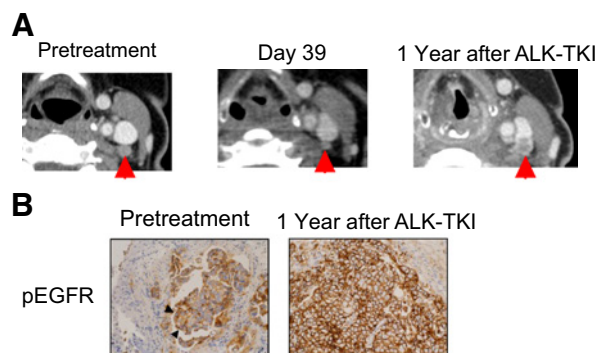 A
Pretreatment
Day 39
1 Year after ALK-TKI
B
Pretreatment
1 Year after ALK-TKI
pEGFR